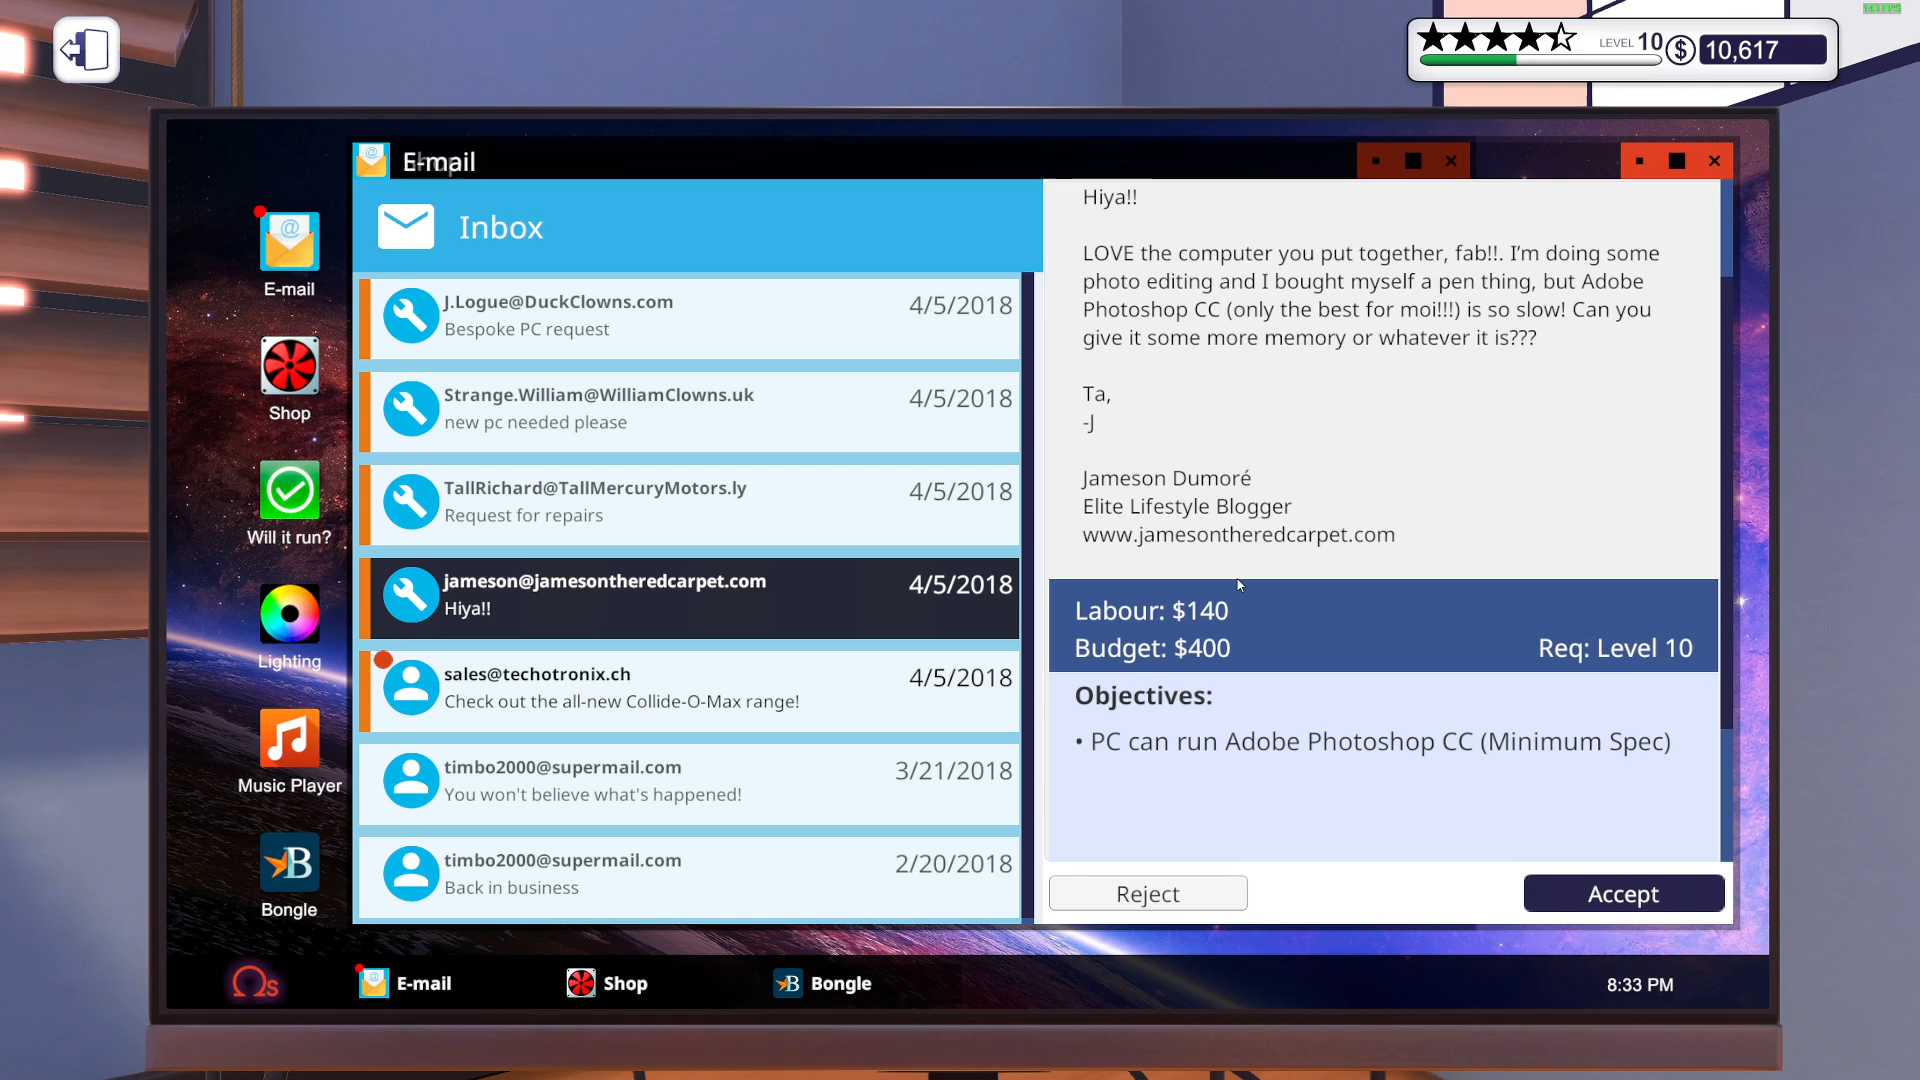 LEVEL 10
$ 10,617
E-mail
Inbox
J.Logue@DuckClowns.com
4/5/2018
Bespoke PC request
Strange.William@WilliamClowns.uk
4/5/2018
new pc needed please
TallRichard@TallMercuryMotors.ly
4/5/2018
Request for repairs
jameson@jamesontheredcarpet.com
4/5/2018
Hiya!!
sales@techotronix.ch
4/5/2018
Check out the all-new Collide-O-Max range!
timbo2000@supermail.com
3/21/2018
You won't believe what's happened!
timbo2000@supermail.com
2/20/2018
Back in business
Hiya!!
LOVE the computer you put together, fab!!. I'm doing some
photo editing and I bought myself a pen thing, but Adobe
Photoshop CC (only the best for moi!!!) is so slow! Can you
give it some more memory or whatever it is???
Ta,
-J
Jameson Dumoré
Elite Lifestyle Blogger
www.jamesontheredcarpet.com
Labour: $140
Budget: $400
Req: Level 10
Objectives:
• PC can run Adobe Photoshop CC (Minimum Spec)
Reject
Accept
E-mail
Shop
Will it run?
Lighting
Music Player
B
Bongle
Ωs
E-mail
Shop
B
Bongle
8:33 PM